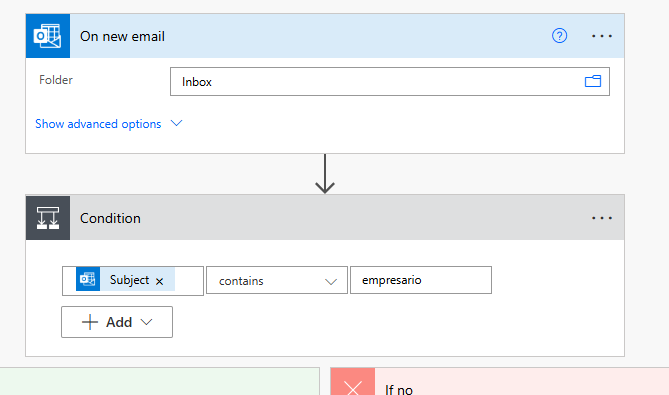 On new email
Folder
Inbox
Show advanced options
Condition
Subject x
contains
empresario
+ Add
If no